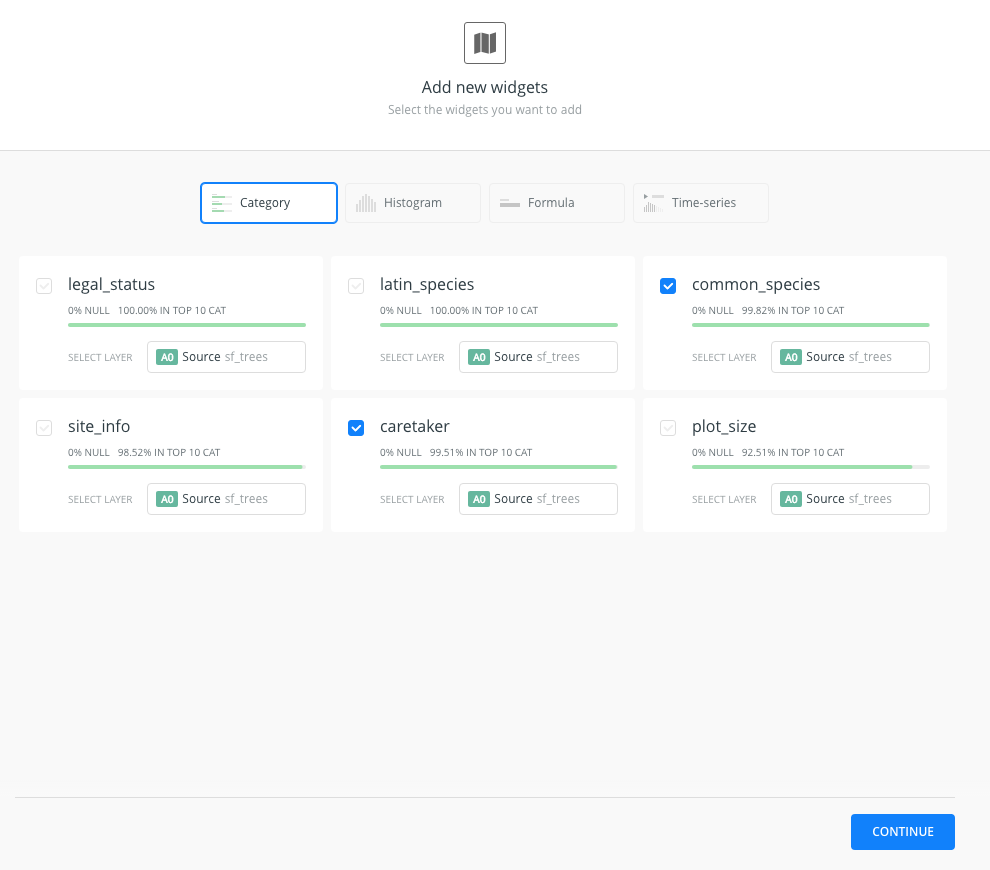 Add new widgets
Select the widgets you want to add
Category
Histogram
Formula
Time-series
legal_status
0% NULL 100.00% IN TOP 10 CAT
SELECT LAYER A0 Source sf_trees
latin_species
0% NULL 100.00% IN TOP 10 CAT
SELECT LAYER A0 Source sf_trees
common_species
0% NULL 99.82% IN TOP 10 CAT
SELECT LAYER A0 Source sf_trees
site_info
0% NULL 98.52% IN TOP 10 CAT
SELECT LAYER A0 Source sf_trees
caretaker
0% NULL 99.51% IN TOP 10 CAT
SELECT LAYER A0 Source sf_trees
plot_size
0% NULL 92.51% IN TOP 10 CAT
SELECT LAYER A0 Source sf_trees
CONTINUE